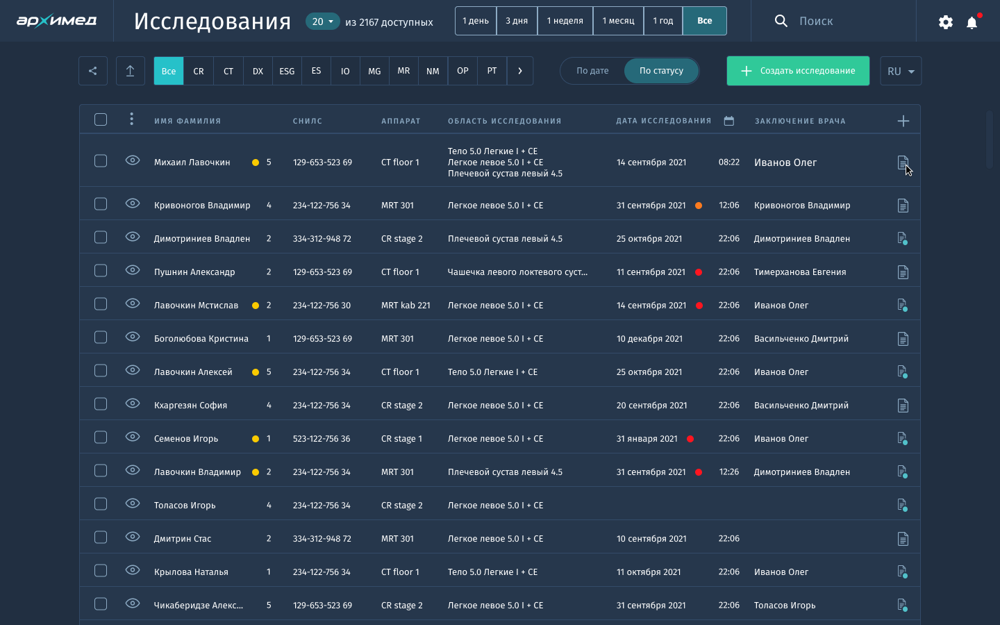 архимед
Исследования
20
из 2167 доступных
1 день
3 дня
1 неделя
1 месяц
1 год
Все
Поиск
Все
CR
CT
DX
ESG
ES
IO
MG
MR
NM
OP
PT
По дате
По статусу
Создать исследование
RU
ИМЯ ФАМИЛИЯ
СНИЛС
АППАРАТ
ОБЛАСТЬ ИССЛЕДОВАНИЯ
ДАТА ИССЛЕДОВАНИЯ
ЗАКЛЮЧЕНИЕ ВРАЧА
Михаил Лавочкин 5 129-653-523 69 CT floor 1
Тело 5.0 Легкие I + CE
Легкое левое 5.0 I + CE
Плечевой сустав левый 4.5
14 сентября 2021 08:22 Иванов Олег
Кривоногов Владимир 4 234-122-756 34 MRT 301 Легкое левое 5.0 I + CE 31 сентября 2021 12:06 Кривоногов Владимир
Димотриниев Владлен 2 334-312-948 72 CR stage 2 Плечевой сустав левый 4.5 25 октября 2021 22:06 Димотриниев Владлен
Пушнин Александр 2 129-653-523 69 CT floor 1 Чашечка левого локтевого суст... 11 сентября 2021 22:06 Тимерханова Евгения
Лавочкин Мстислав 2 234-122-756 30 MRT kab 221 Легкое левое 5.0 I + CE 14 сентября 2021 22:06 Иванов Олег
Боголюбова Кристина 1 129-653-523 69 MRT 301 Легкое левое 5.0 I + CE 10 декабря 2021 22:06 Васильченко Дмитрий
Лавочкин Алексей 5 234-122-756 34 CT floor 1 Тело 5.0 Легкие I + CE 25 октября 2021 22:06 Иванов Олег
Кхаргезян София 4 234-122-756 34 CR stage 2 Легкое левое 5.0 I + CE 20 сентября 2021 22:06 Васильченко Дмитрий
Семенов Игорь 1 523-122-756 36 CR stage 1 Легкое левое 5.0 I + CE 31 января 2021 22:06 Иванов Олег
Лавочкин Владимир 2 234-122-756 34 MRT 301 Плечевой сустав левый 4.5 31 сентября 2021 12:26 Димотриниев Владлен
Толасов Игорь 4 234-122-756 34 CR stage 2 Легкое левое 5.0 I + CE
Дмитрин Стас 2 334-312-948 72 MRT 301 Легкое левое 5.0 I + CE 10 сентября 2021 22:06
Крылова Наталья 1 234-122-756 34 CT floor 1 Тело 5.0 Легкие I + CE 11 октября 2021 22:06 Иванов Олег
Чикаберидзе Алекс... 5 129-653-523 69 CR stage 2 Легкое левое 5.0 I + CE 31 сентября 2021 22:06 Толасов Игорь